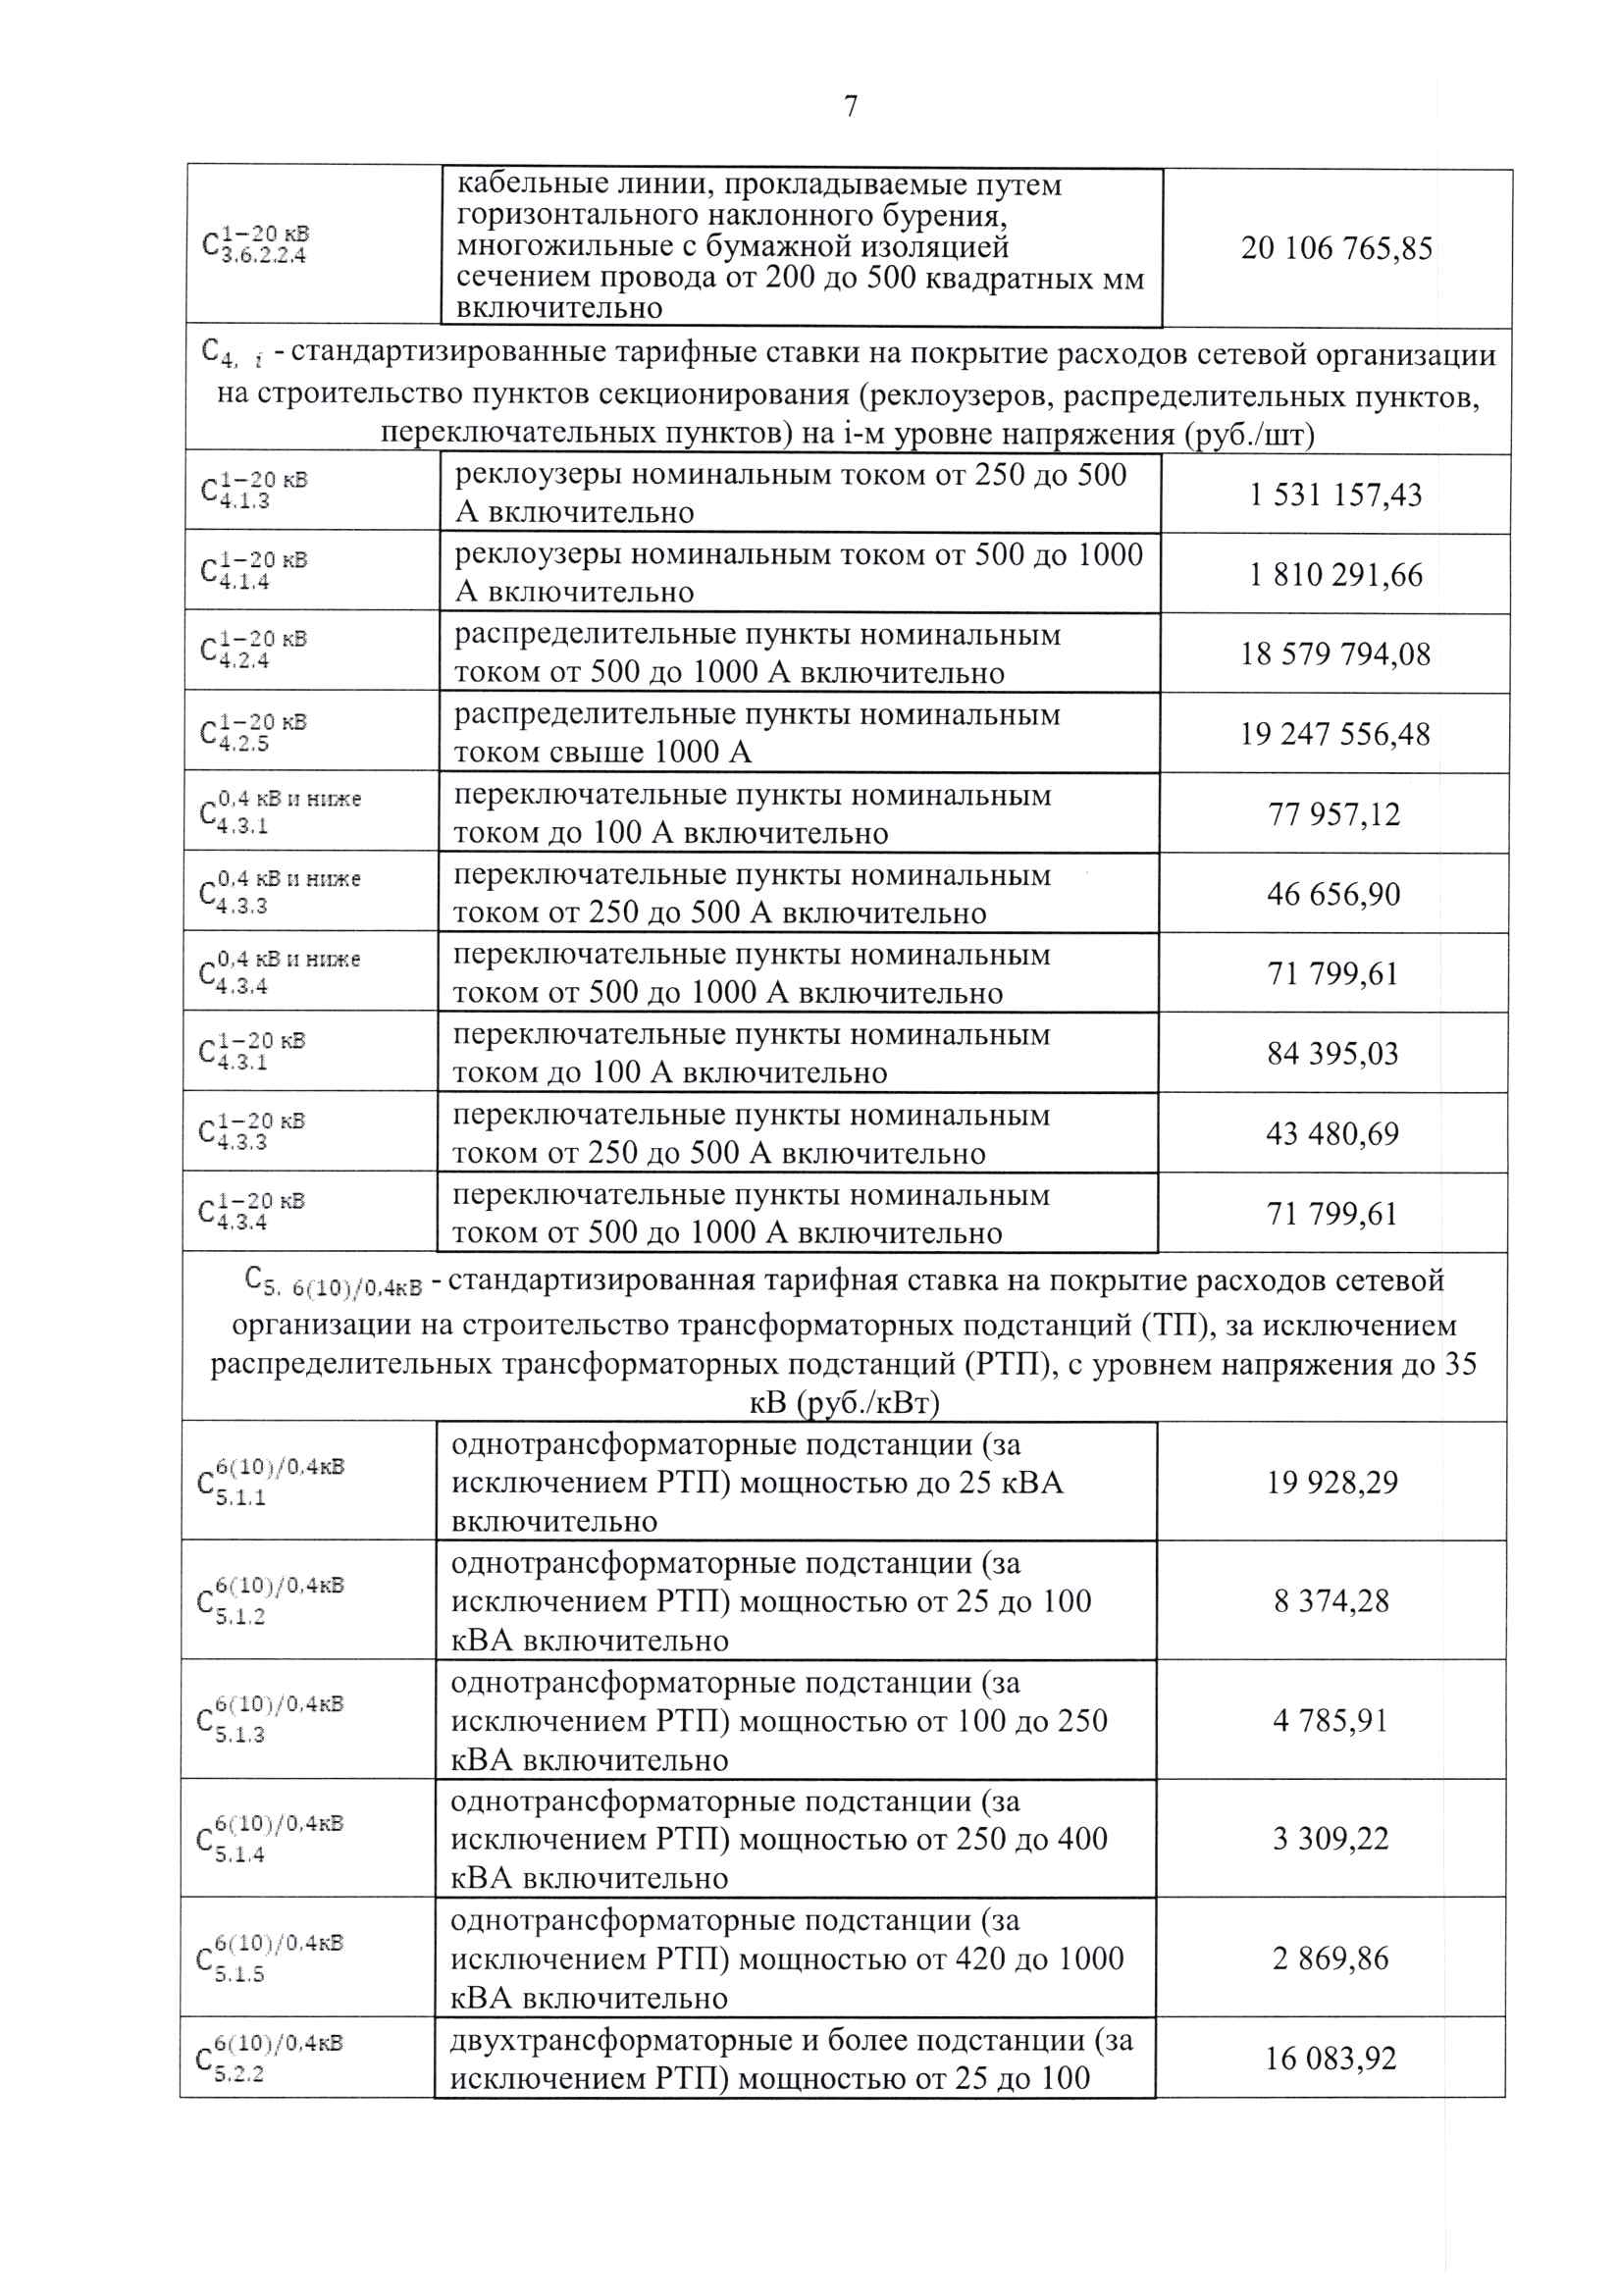 7
кабельные линии, прокладываемые путем
горизонтального наклонного бурения,
C 1–20 кВ 3.6.2.2.4
многожильные с бумажной изоляцией
20 106 765,85
сечением провода от 200 до 500 квадратных мм
включительно
C4, i - стандартизированные тарифные ставки на покрытие расходов сетевой организации
на строительство пунктов секционирования (реклоузеров, распределительных пунктов,
переключательных пунктов) на i-м уровне напряжения (руб./шт)
C 1–20 кВ 4.1.3
реклоузеры номинальным током от 250 до 500
А включительно
1 531 157,43
C 1–20 кВ 4.1.4
реклоузеры номинальным током от 500 до 1000
А включительно
1 810 291,66
C 1–20 кВ 4.2.4
распределительные пункты номинальным
током от 500 до 1000 А включительно
18 579 794,08
C 1–20 кВ 4.2.5
распределительные пункты номинальным
током свыше 1000 А
19 247 556,48
C 0,4 кВ и ниже 4.3.1
переключательные пункты номинальным
током до 100 А включительно
77 957,12
C 0,4 кВ и ниже 4.3.3
переключательные пункты номинальным
током от 250 до 500 А включительно
46 656,90
C 0,4 кВ и ниже 4.3.4
переключательные пункты номинальным
током от 500 до 1000 А включительно
71 799,61
C 1–20 кВ 4.3.1
переключательные пункты номинальным
током до 100 А включительно
84 395,03
C 1–20 кВ 4.3.3
переключательные пункты номинальным
током от 250 до 500 А включительно
43 480,69
C 1–20 кВ 4.3.4
переключательные пункты номинальным
током от 500 до 1000 А включительно
71 799,61
C5. 6(10)/0,4кВ - стандартизированная тарифная ставка на покрытие расходов сетевой
организации на строительство трансформаторных подстанций (ТП), за исключением
распределительных трансформаторных подстанций (РТП), с уровнем напряжения до 35
кВ (руб./кВт)
C 6(10)/0,4кВ 5.1.1
однотрансформаторные подстанции (за
исключением РТП) мощностью до 25 кВА
включительно
19 928,29
C 6(10)/0,4кВ 5.1.2
однотрансформаторные подстанции (за
исключением РТП) мощностью от 25 до 100
кВА включительно
8 374,28
C 6(10)/0,4кВ 5.1.3
однотрансформаторные подстанции (за
исключением РТП) мощностью от 100 до 250
кВА включительно
4 785,91
C 6(10)/0,4кВ 5.1.4
однотрансформаторные подстанции (за
исключением РТП) мощностью от 250 до 400
кВА включительно
3 309,22
C 6(10)/0,4кВ 5.1.5
однотрансформаторные подстанции (за
исключением РТП) мощностью от 420 до 1000
кВА включительно
2 869,86
C 6(10)/0,4кВ 5.2.2
двухтрансформаторные и более подстанции (за
исключением РТП) мощностью от 25 до 100
16 083,92